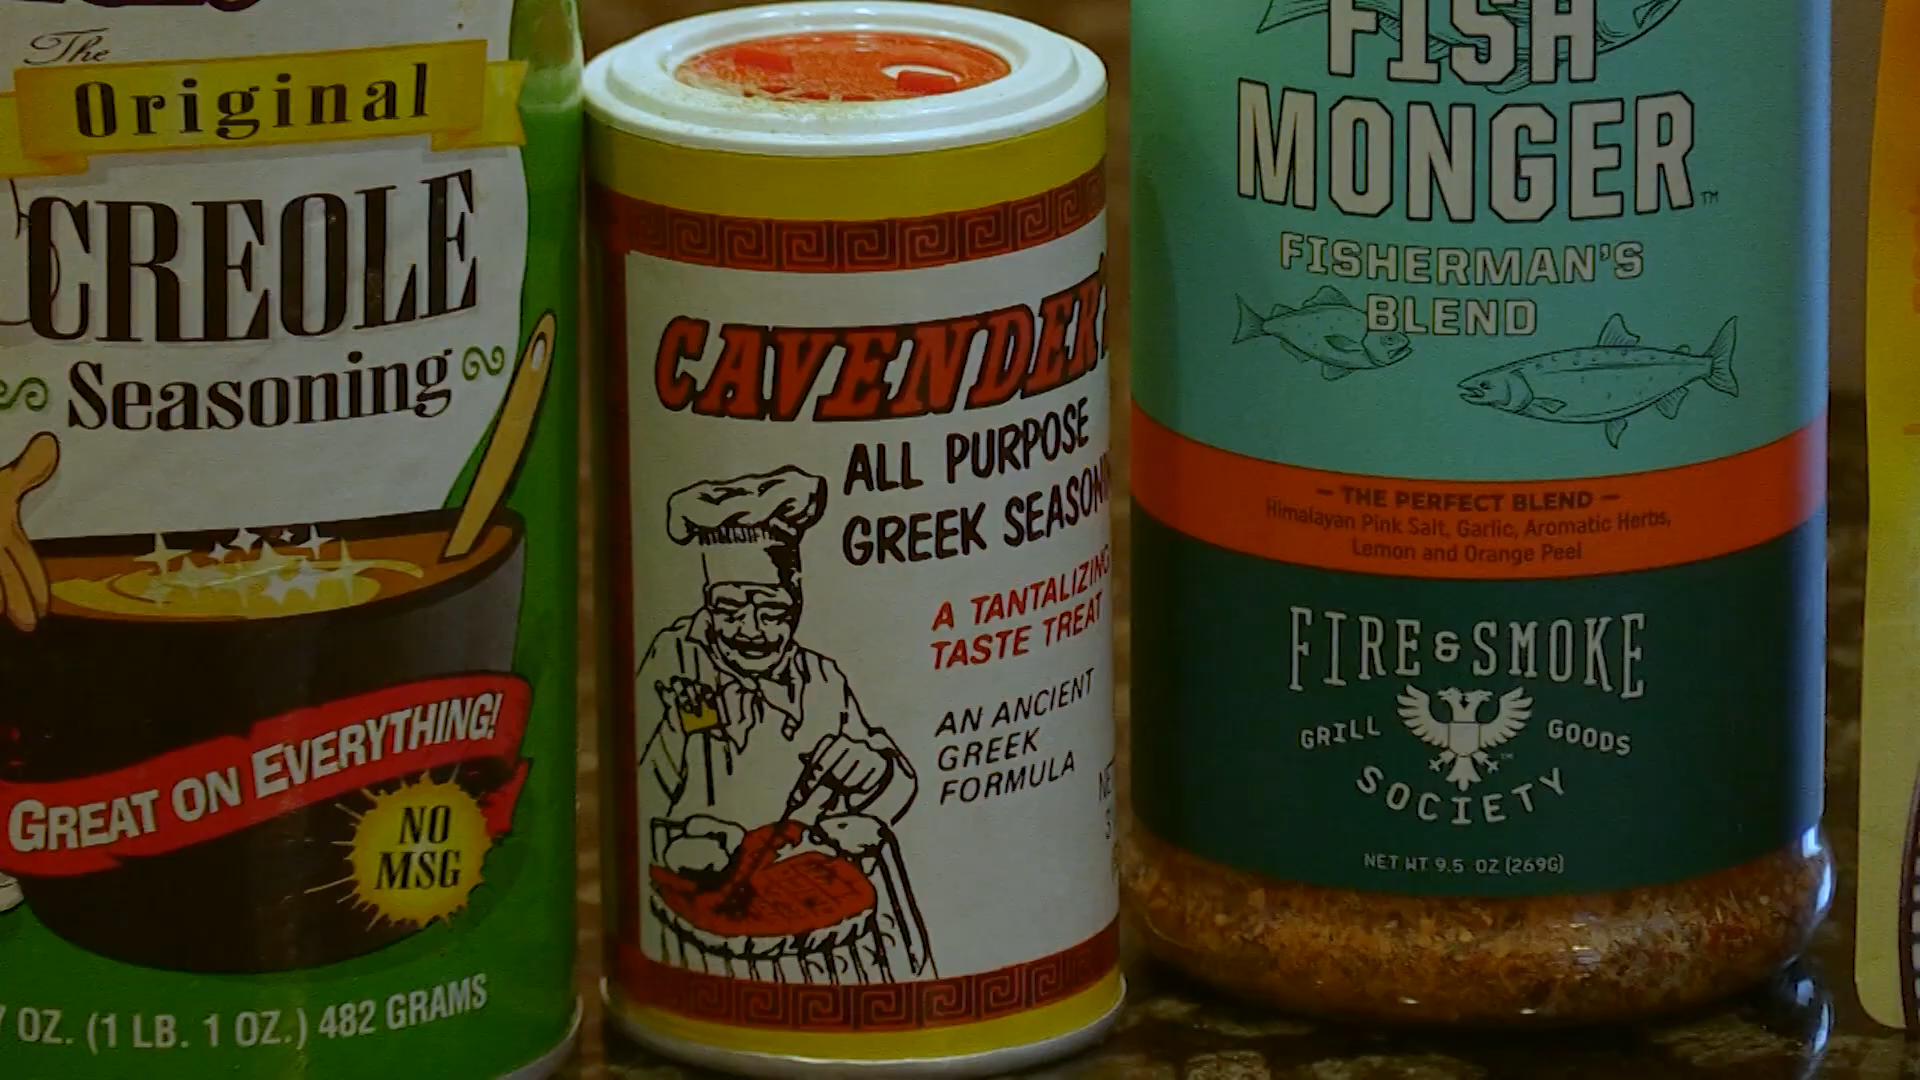 The
Original
CREOLE
Seasoning
GREAT ON EVERYTHING!
NO
MSG
OZ. (1 LB. 1 OZ.) 482 GRAMS
CAVENDER'S
ALL PURPOSE
GREEK
A TANTALIZING
TASTE TREAT
AN ANCIENT
GREEK
FORMULA
FISH
MONGER™
FISHERMAN'S
BLEND
— THE PERFECT BLEND —
Himalayan Pink Salt, Garlic, Aromatic Herbs,
Lemon and Orange Peel
FIRE & SMOKE
GRILL GOODS
SOCIETY
NET WT 9.5 OZ (269G)